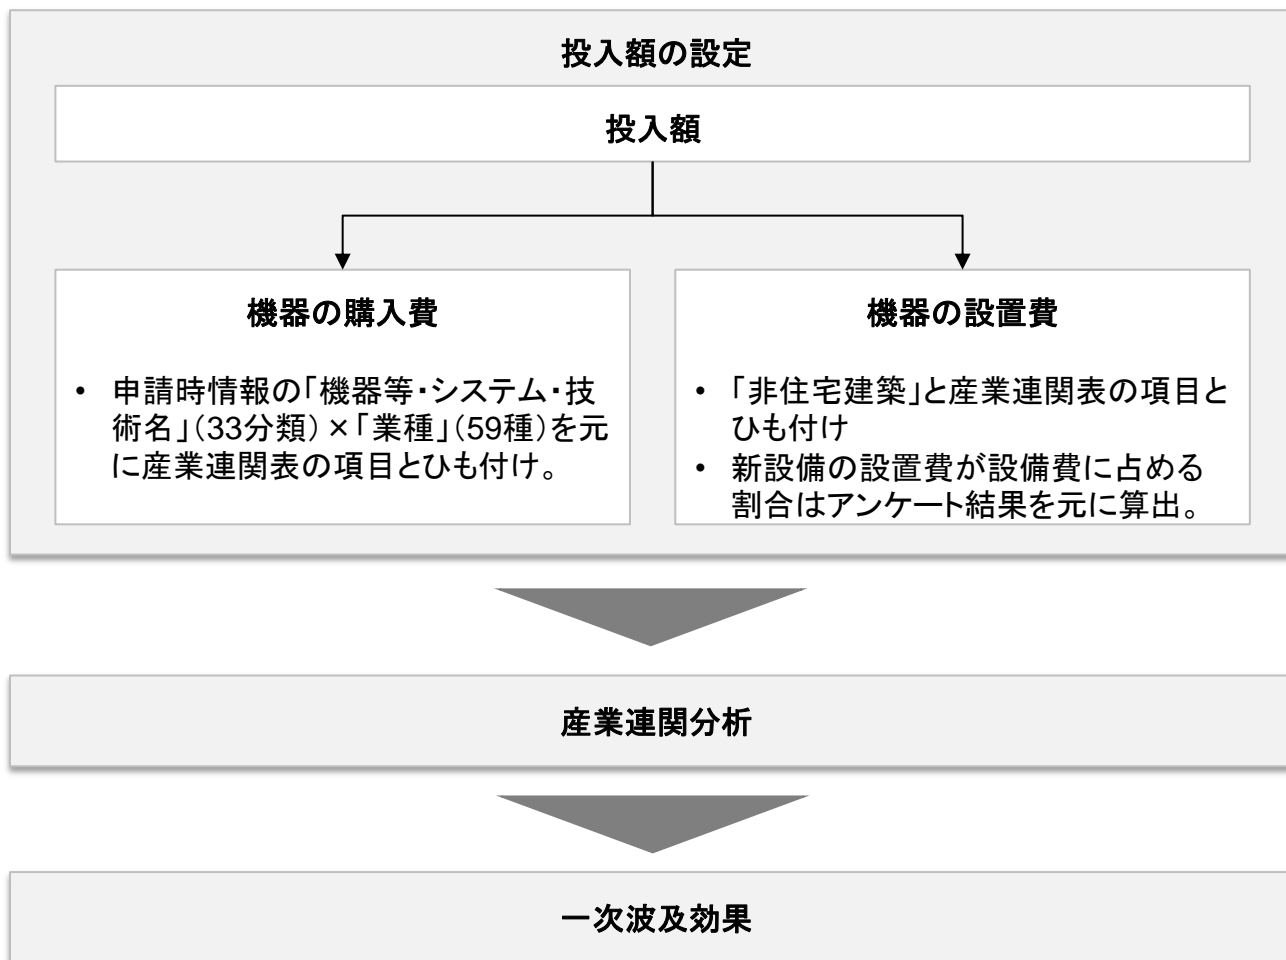 投入額の設定
投入額
機器の購入費
• 申請時情報の「機器等・システム・技
術名」(33分類)×「業種」(59種)を元
に産業連関表の項目とひも付け。
機器の設置費
• 「非住宅建築」と産業連関表の項目と
ひも付け
• 新設備の設置費が設備費に占める
割合はアンケート結果を元に算出。
産業連関分析
一次波及効果